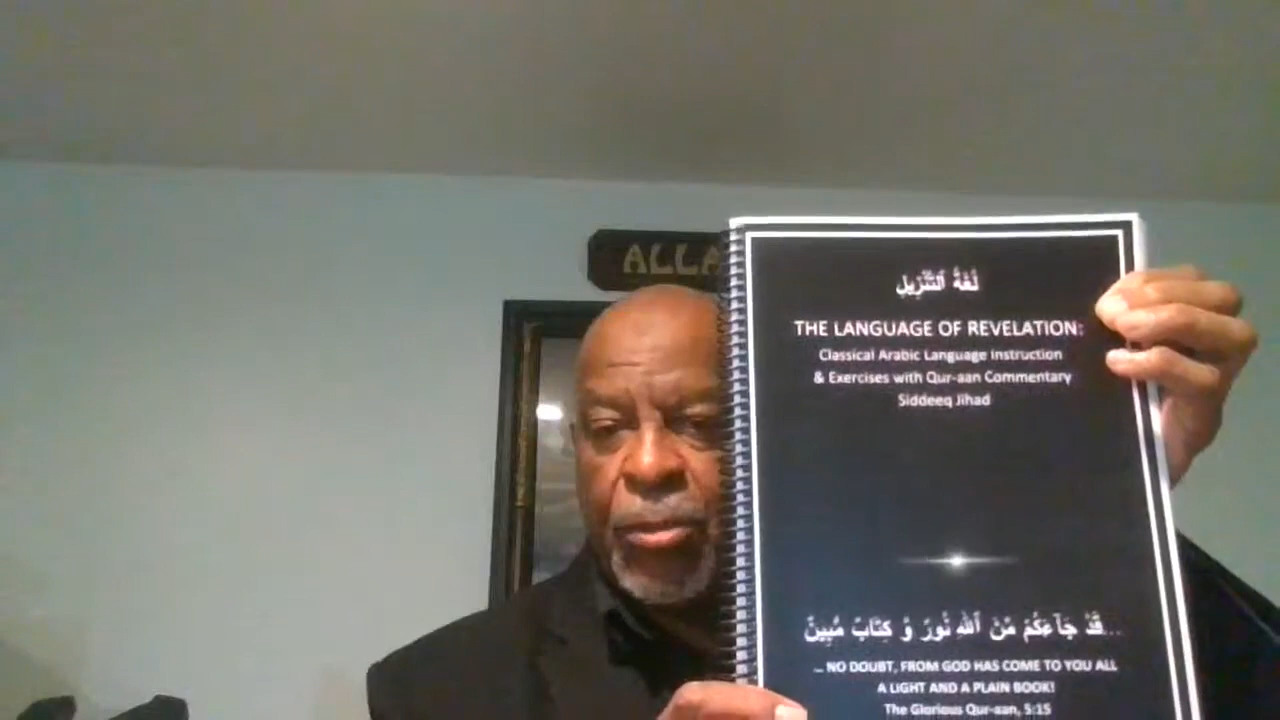 ALLA
لُغَةُ ٱلتَّنْزِيلِ
THE LANGUAGE OF REVELATION:
Classical Arabic Language Instruction
& Exercises with Qur-aan Commentary
Siddeeq Jihad
...قَدْ جَآءَكُمْ مِّنَ ٱللهِ نُورٌ وَّ كِتَابٌ مُّبِينٌ
... NO DOUBT, FROM GOD HAS COME TO YOU ALL
A LIGHT AND A PLAIN BOOK!
The Glorious Qur-aan, 5:15